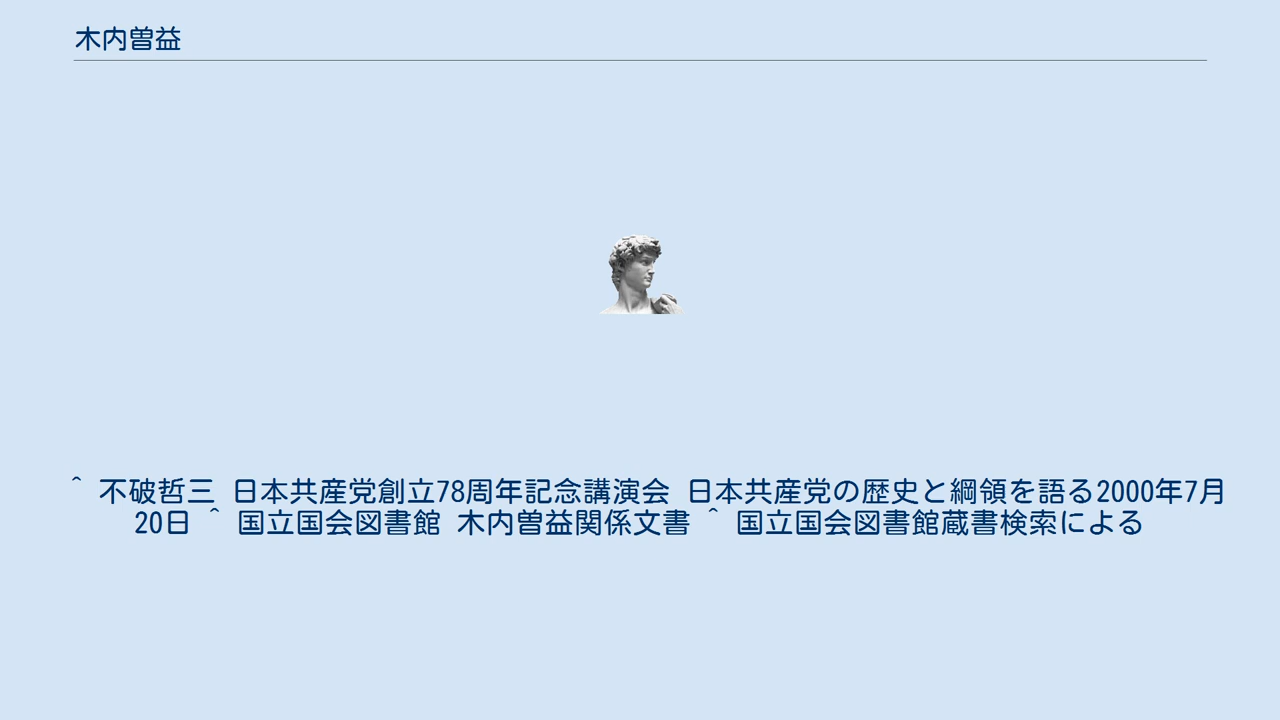 木内曽益
^ 不破哲三 日本共産党創立78周年記念講演会 日本共産党の歴史と綱領を語る2000年7月
20日 ^ 国立国会図書館 木内曽益関係文書 ^ 国立国会図書館蔵書検索による